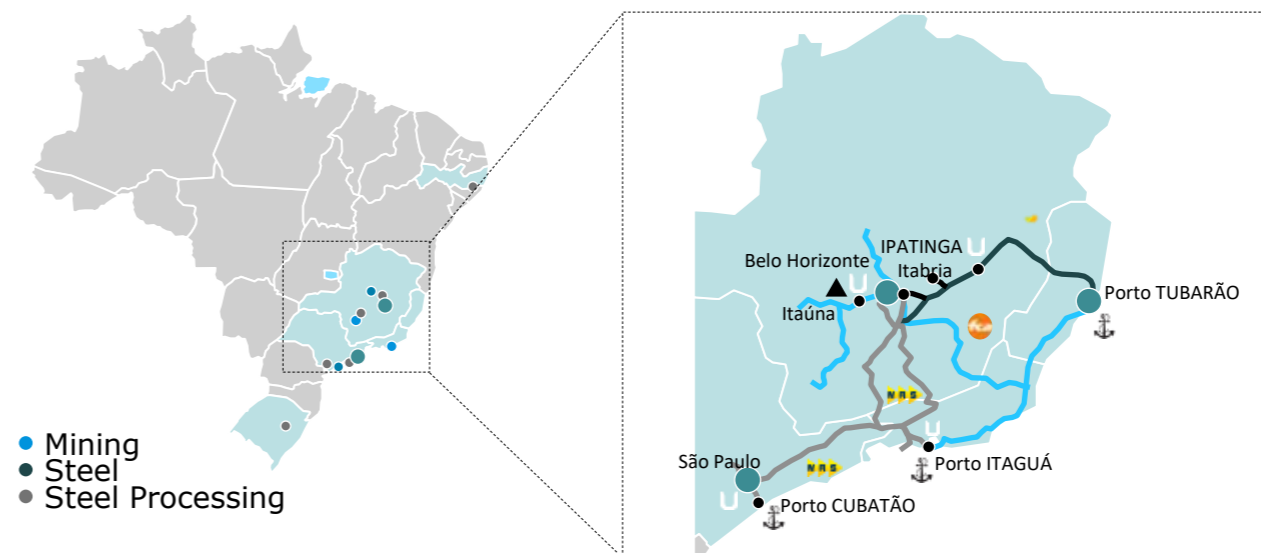 Mining
Steel
Steel Processing
IPATINGA
Belo Horizonte
Itabria
Itaúna
Porto TUBARÃO
São Paulo
Porto ITAGUÁ
Porto CUBATÃO